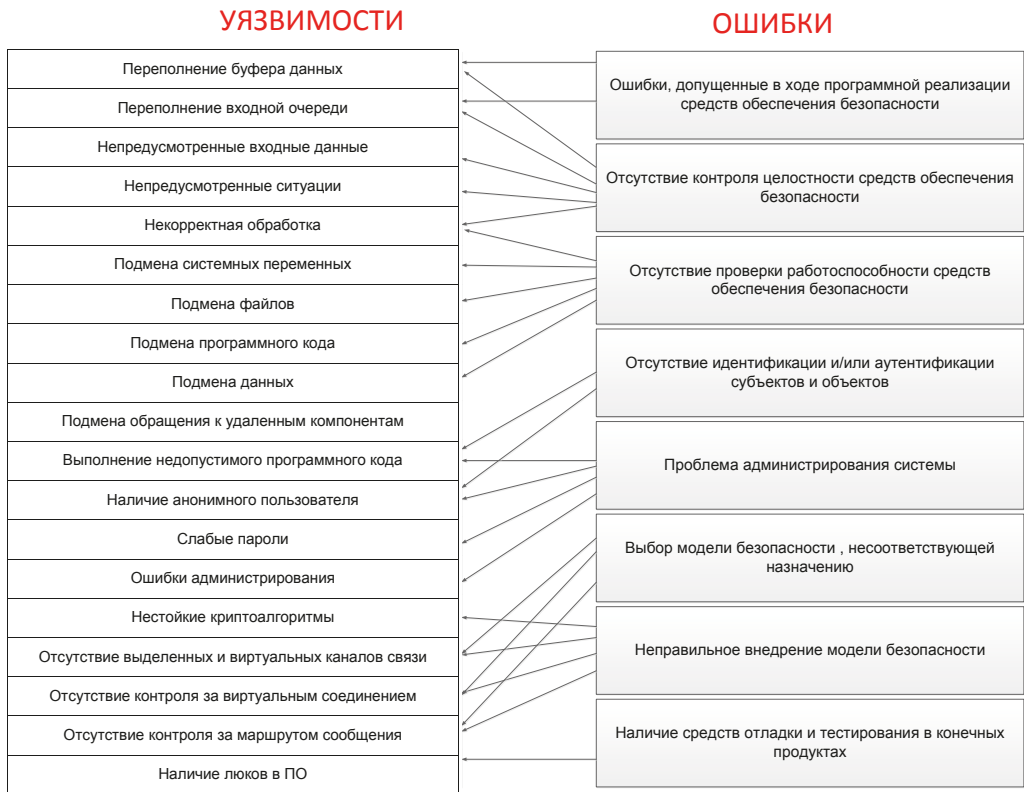 УЯЗВИМОСТИ
Переполнение буфера данных
Переполнение входной очереди
Непредусмотренные входные данные
Непредусмотренные ситуации
Некорректная обработка
Подмена системных переменных
Подмена файлов
Подмена программного кода
Подмена данных
Подмена обращения к удаленным компонентам
Выполнение недопустимого программного кода
Наличие анонимного пользователя
Слабые пароли
Ошибки администрирования
Нестойкие криптоалгоритмы
Отсутствие выделенных и виртуальных каналов связи
Отсутствие контроля за виртуальным соединением
Отсутствие контроля за маршрутом сообщения
Наличие люков в ПО
ОШИБКИ
Ошибки, допущенные в ходе программной реализации
средств обеспечения безопасности
Отсутствие контроля целостности средств обеспечения
безопасности
Отсутствие проверки работоспособности средств
обеспечения безопасности
Отсутствие идентификации и/или аутентификации
субъектов и объектов
Проблема администрирования системы
Выбор модели безопасности , несоответствующей
назначению
Неправильное внедрение модели безопасности
Наличие средств отладки и тестирования в конечных
продуктах